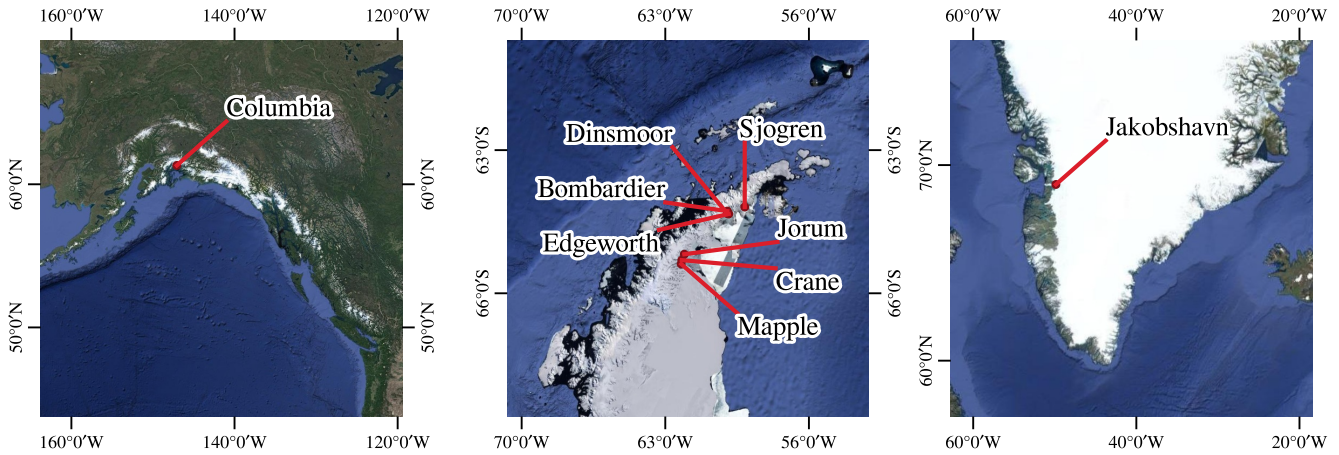 160°0′W 140°0′W 120°0′W
70°0′W 63°0′W 56°0′W
60°0′W 40°0′W 20°0′W
Columbia
60°0′N 60°0′N
50°0′N 50°0′N
160°0′W 140°0′W 120°0′W
Dinsmoor Sjogren
63°0′S 63°0′S
Bombardier
Edgeworth Jorum
Crane
66°0′S 66°0′S
Mapple
70°0′W 63°0′W 56°0′W
Jakobshavn
70°0′N 70°0′N
60°0′N 60°0′N
60°0′W 40°0′W 20°0′W